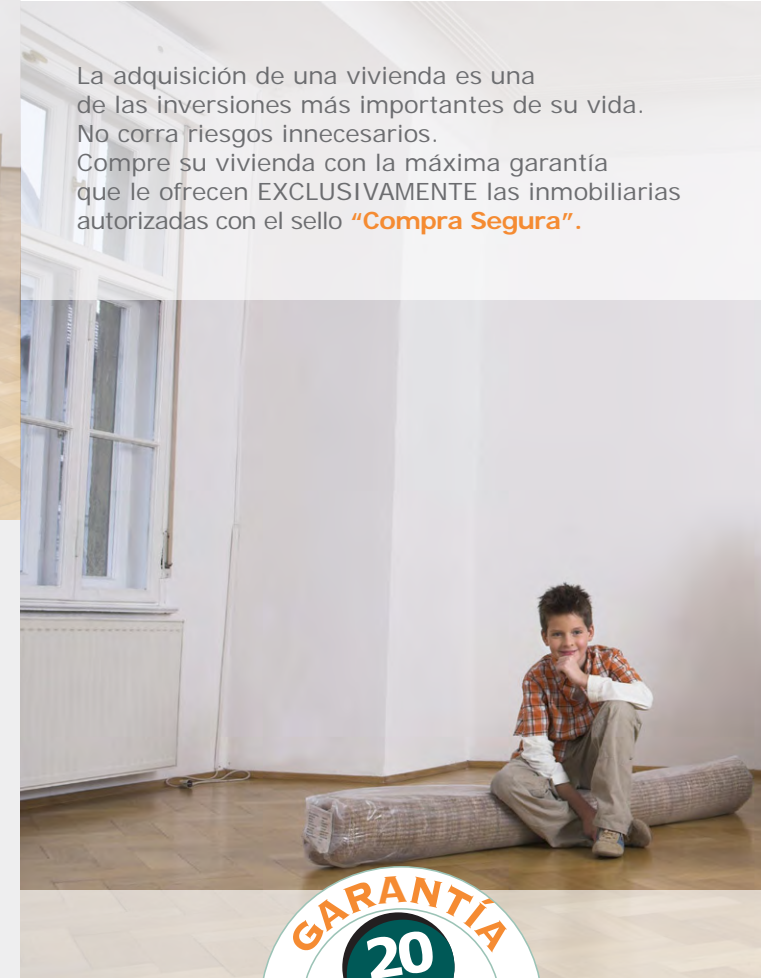 La adquisición de una vivienda es una
de las inversiones más importantes de su vida.
No corra riesgos innecesarios.
Compre su vivienda con la máxima garantía
que le ofrecen EXCLUSIVAMENTE las inmobiliarias
autorizadas con el sello “Compra Segura”.
GARANTÍA
20